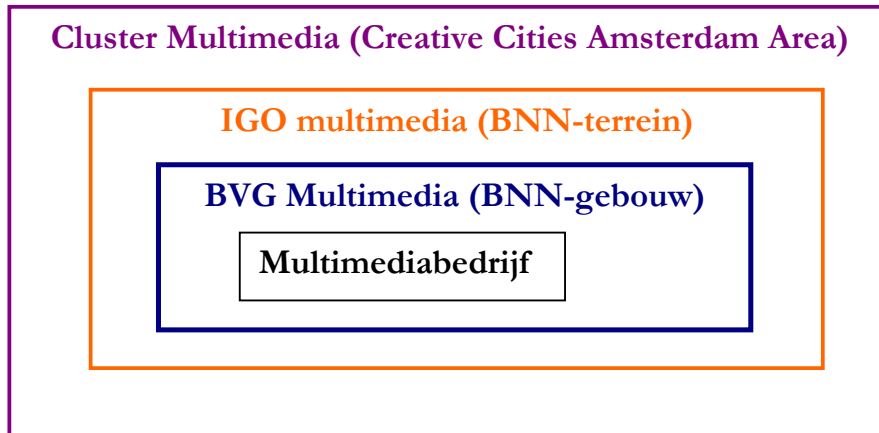 Cluster Multimedia (Creative Cities Amsterdam Area)
IGO multimedia (BNN-terrein)
BVG Multimedia (BNN-gebouw)
Multimediabedrijf